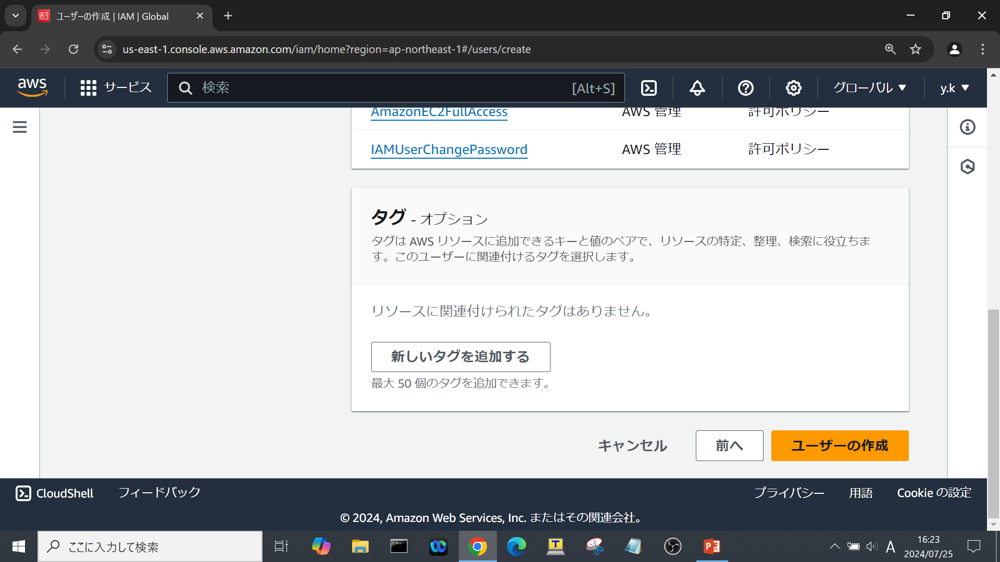 ユーザーの作成 | IAM | Global
us-east-1.console.aws.amazon.com/iam/home?region=ap-northeast-1#/users/create
aws
サービス
検索
[Alt+S]
グローバル
y.k
AmazonEC2FullAccess
AWS 管理
許可ポリシー
IAMUserChangePassword
AWS 管理
許可ポリシー
タグ - オプション
タグは AWS リソースに追加できるキーと値のペアで、リソースの特定、整理、検索に役立ちま
す。このユーザーに関連付けるタグを選択します。
リソースに関連付けられたタグはありません。
新しいタグを追加する
最大 50 個のタグを追加できます。
キャンセル
前へ
ユーザーの作成
CloudShell
フィードバック
プライバシー
用語
Cookie の設定
© 2024, Amazon Web Services, Inc. またはその関連会社。
ここに入力して検索
A
16:23
2024/07/25